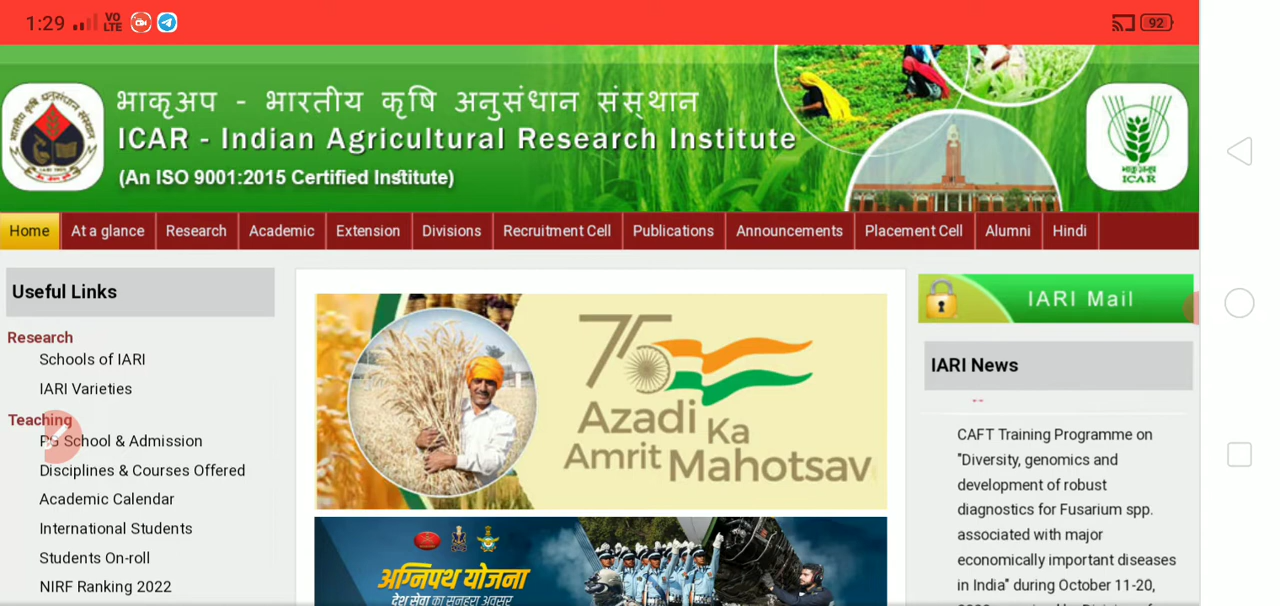 1:29 VO LTE 92
भाकृअप - भारतीय कृषि अनुसंधान संस्थान
ICAR - Indian Agricultural Research Institute
(An ISO 9001:2015 Certified Institute)
ICAR
Home At a glance Research Academic Extension Divisions Recruitment Cell Publications Announcements Placement Cell Alumni Hindi
Useful Links
Research
Schools of IARI
IARI Varieties
Teaching
PG School & Admission
Disciplines & Courses Offered
Academic Calendar
International Students
Students On-roll
NIRF Ranking 2022
75
Azadi Ka
Amrit Mahotsav
अग्निपथ योजना
देश सेवा का सुनहरा अवसर
IARI Mail
IARI News
CAFT Training Programme on
"Diversity, genomics and
development of robust
diagnostics for Fusarium spp.
associated with major
economically important diseases
in India" during October 11-20,